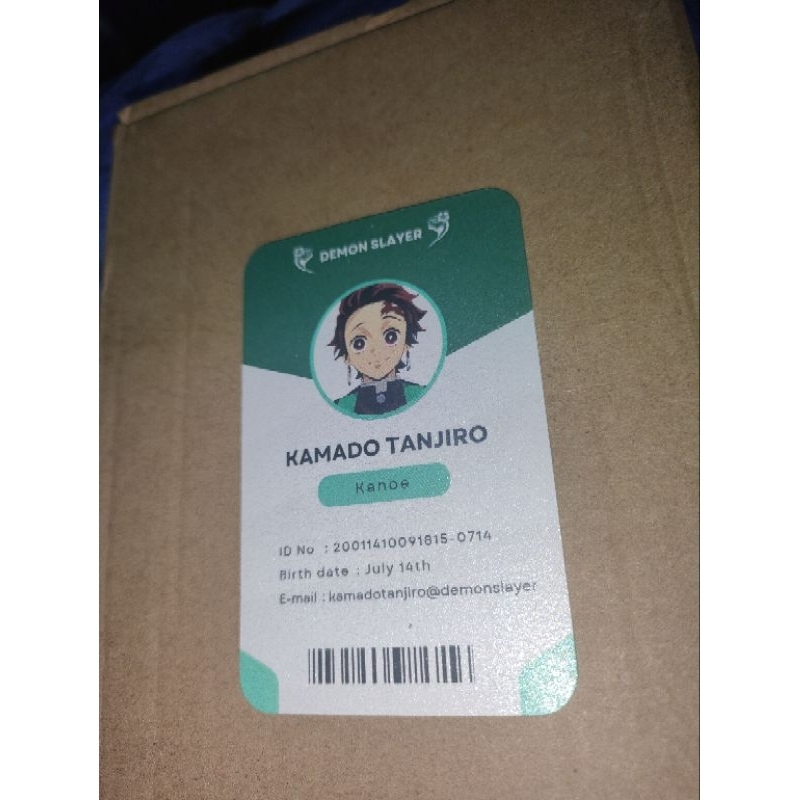 DEMON SLAYER
KAMADO TANJIRO
Kanoe
ID No : 20011410091815-0714
Birth date : July 14th
E-mail : kamadotanjiro@demonslayer